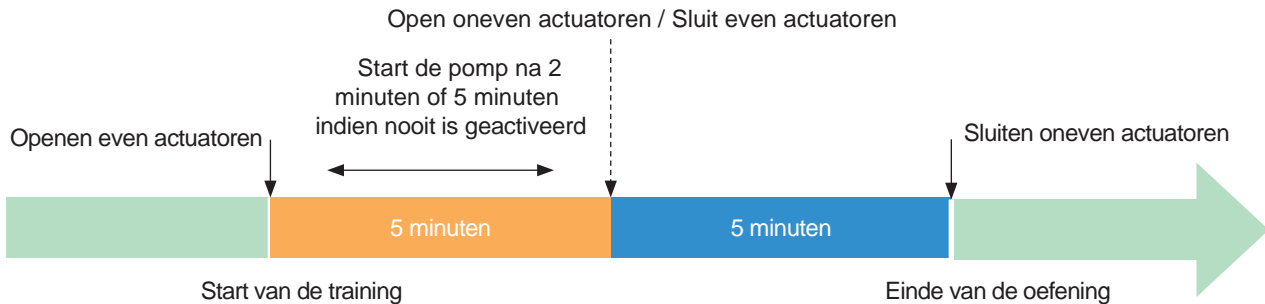 Open oneven actuatoren / Sluit even actuatoren
Start de pomp na 2
minuten of 5 minuten
indien nooit is geactiveerd
Openen even actuatoren
Sluiten oneven actuatoren
5 minuten
5 minuten
Start van de training
Einde van de oefening